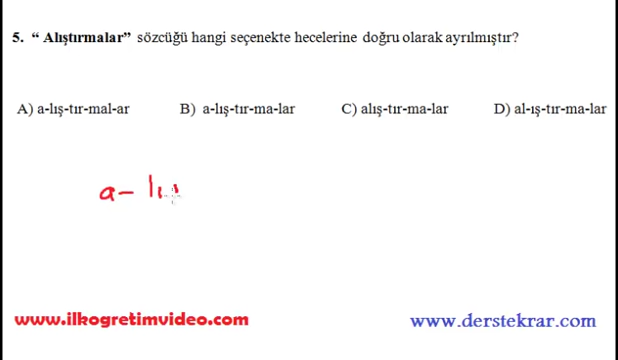 5. “ Alıştırmalar” sözcüğü hangi seçenekte hecelerine doğru olarak ayrılmıştır?
A) a-lış-tır-mal-ar B) a-lış-tır-ma-lar C) alış-tır-ma-lar D) al-ış-tır-ma-lar
a-
www.ilkogretimvideo.com www.derstekrar.com